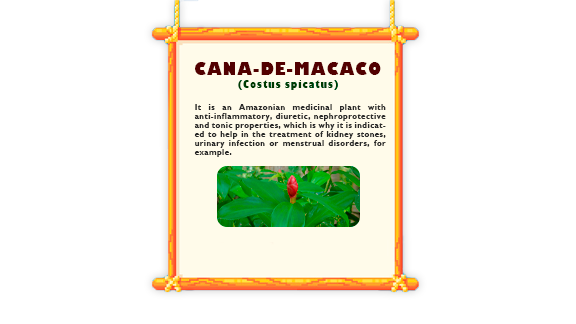 CANA-DE-MACACO
(Costus spicatus)
It is an Amazonian medicinal plant with
anti-inflammatory, diuretic, nephroprotective
and tonic properties, which is why it is indicat-
ed to help in the treatment of kidney stones,
urinary infection or menstrual disorders, for
example.